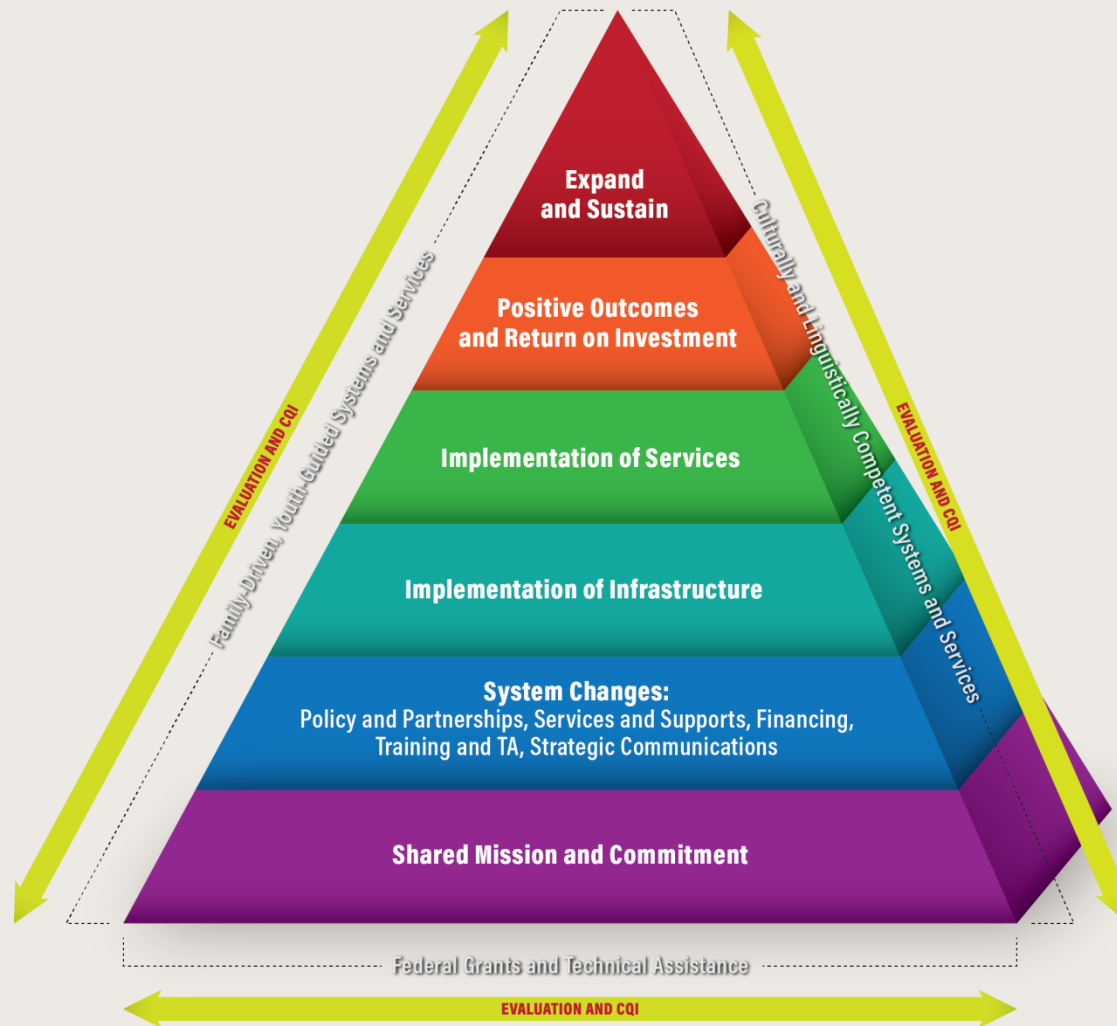 Expand
and Sustain
Positive Outcomes
and Return on Investment
Implementation of Services
Implementation of Infrastructure
System Changes:
Policy and Partnerships, Services and Supports, Financing,
Training and TA, Strategic Communications
Shared Mission and Commitment
EVALUATION AND CQI
Family-Driven, Youth-Guided Systems and Services
Culturally and Linguistically Competent Systems and Services
EVALUATION AND CQI
Federal Grants and Technical Assistance
EVALUATION AND CQI